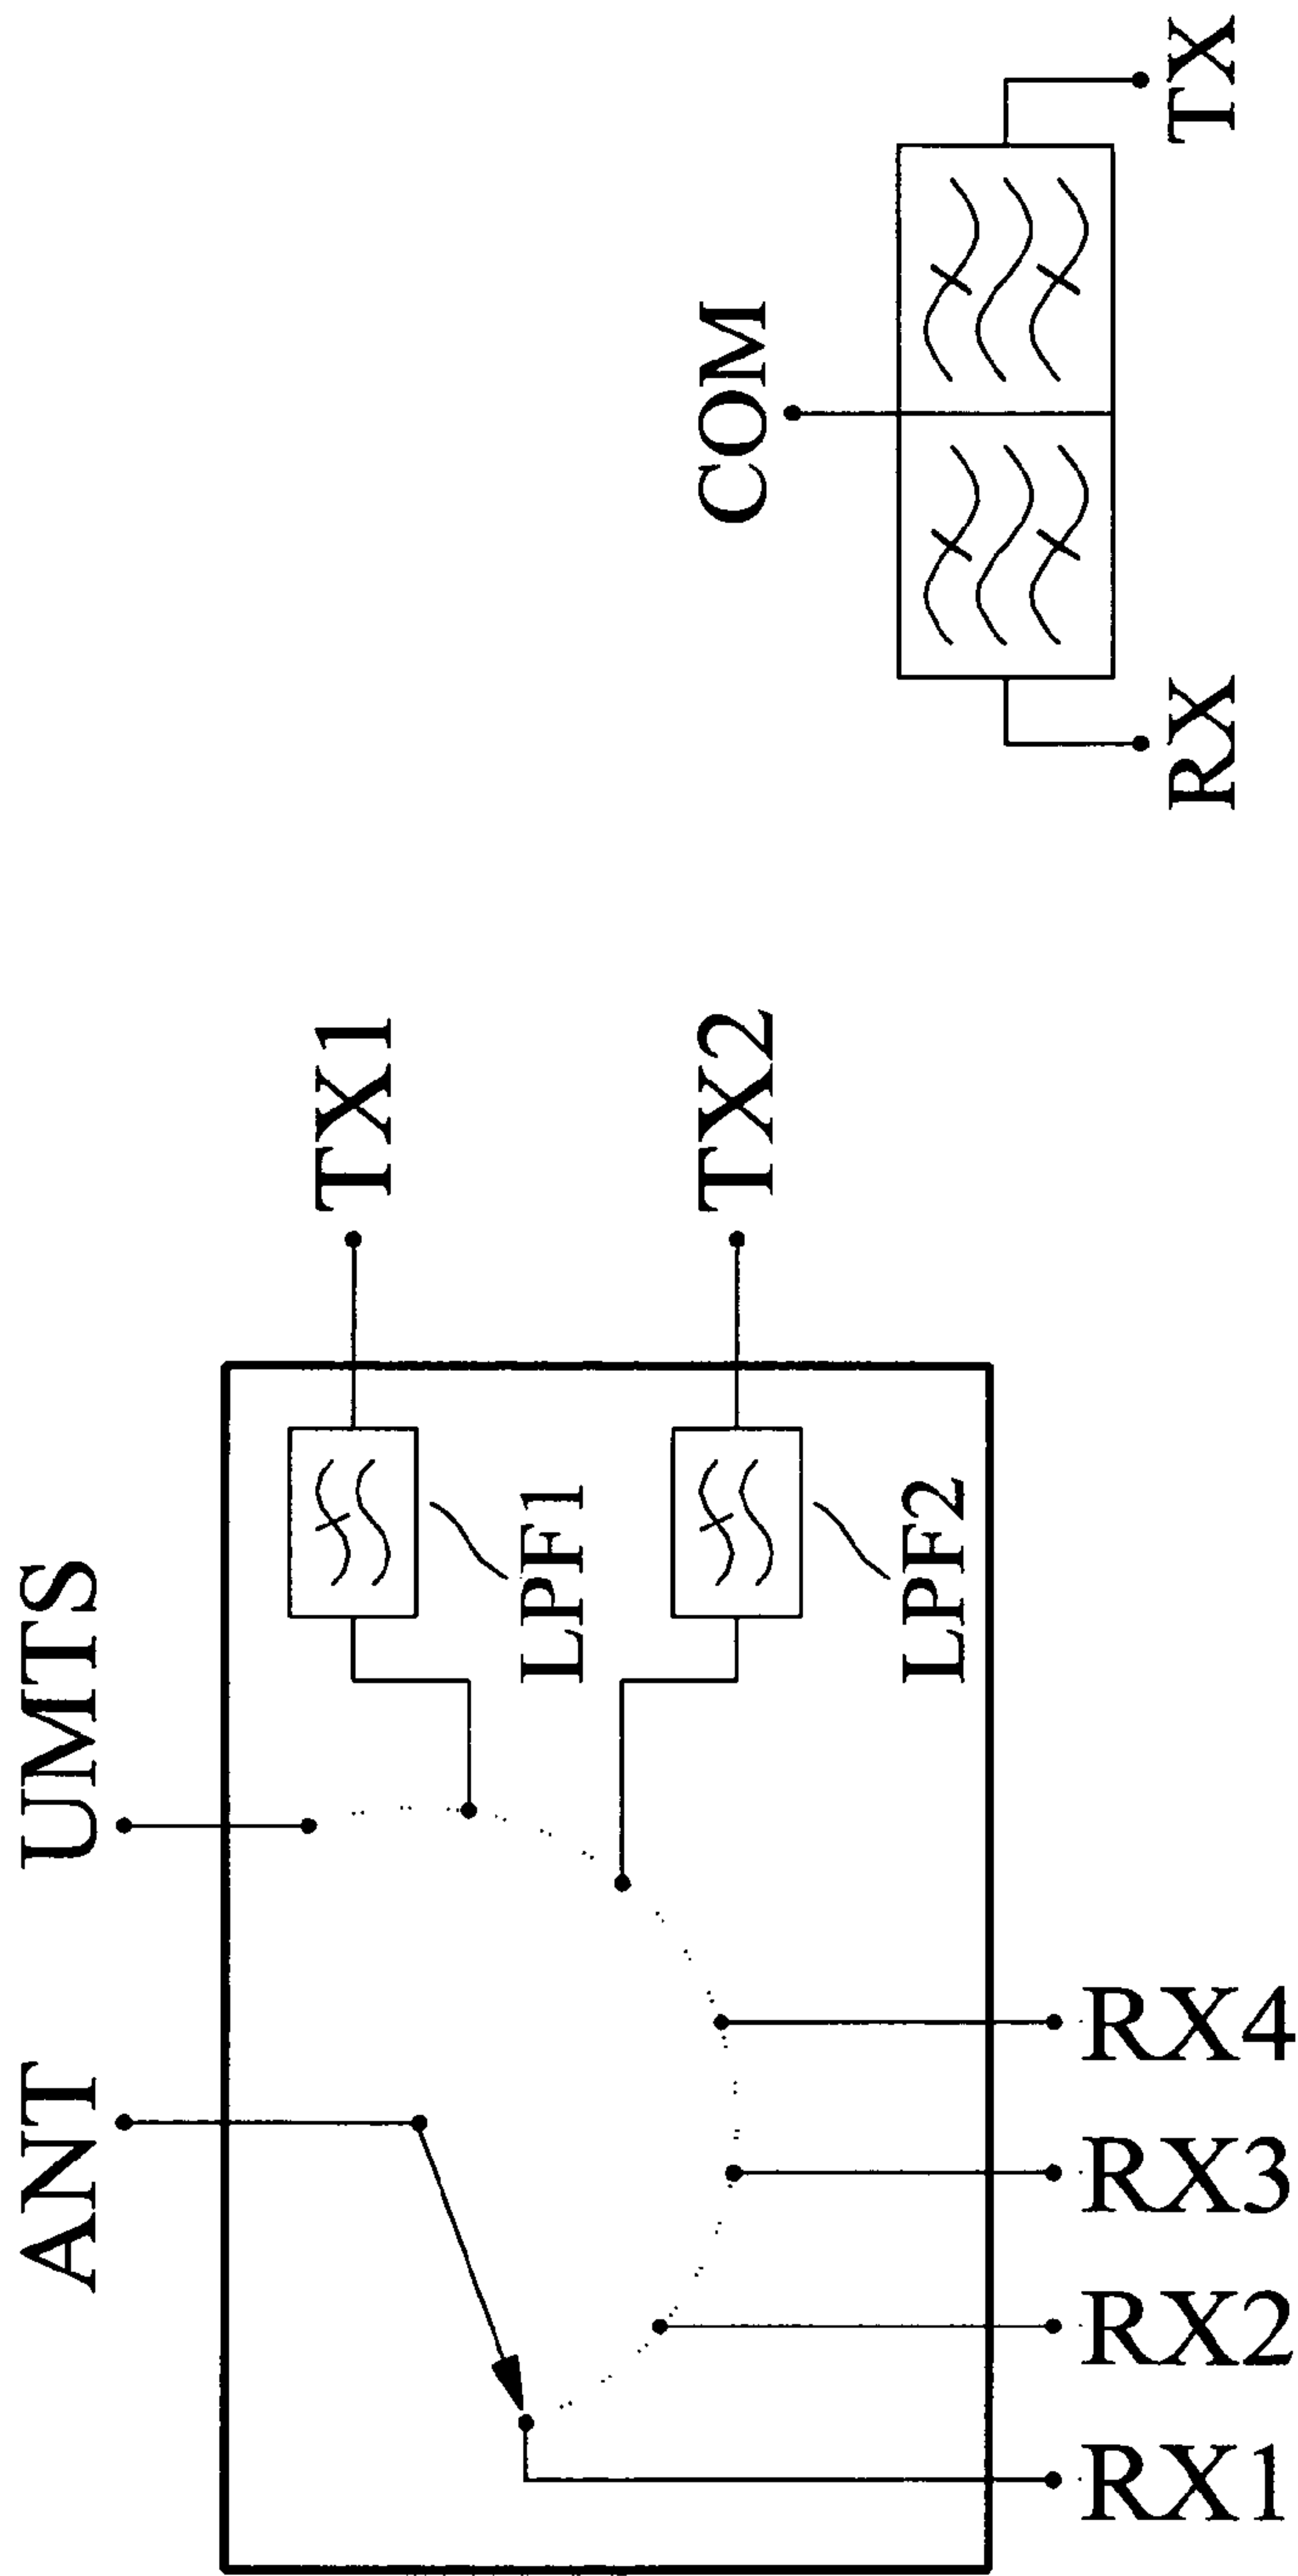 COM
TX
RX
UMTS
ANT
TX1
TX2
LPF1
LPF2
RX4
RX3
RX2
RX1